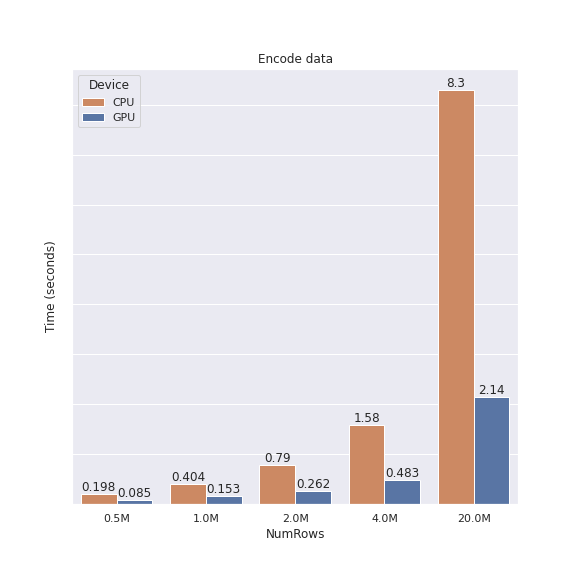 Encode data
Device
CPU
GPU
Time (seconds)
8.3
2.14
1.58
0.483
0.79
0.262
0.404
0.153
0.198
0.085
0.5M 1.0M 2.0M 4.0M 20.0M
NumRows